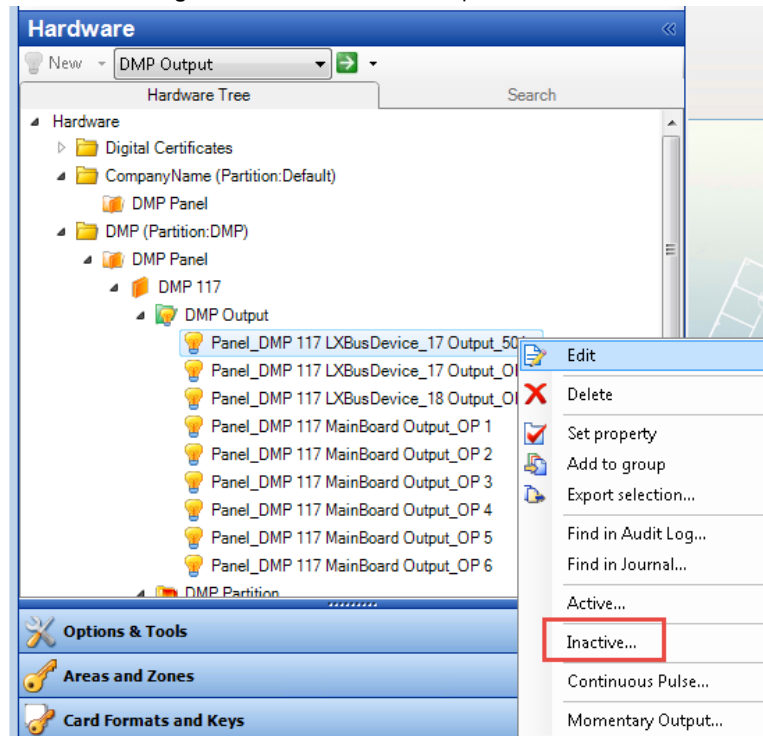 Hardware
New DMP Output
Hardware Tree Search
Hardware
Digital Certificates
CompanyName (Partition:Default)
DMP Panel
DMP (Partition:DMP)
DMP Panel
DMP 117
DMP Output
Panel_DMP 117 LXBusDevice_17 Output_50
Panel_DMP 117 LXBusDevice_17 Output_O
Panel_DMP 117 LXBusDevice_18 Output_O
Panel_DMP 117 MainBoard Output_OP 1
Panel_DMP 117 MainBoard Output_OP 2
Panel_DMP 117 MainBoard Output_OP 3
Panel_DMP 117 MainBoard Output_OP 4
Panel_DMP 117 MainBoard Output_OP 5
Panel_DMP 117 MainBoard Output_OP 6
DMP Partition
Options & Tools
Areas and Zones
Card Formats and Keys
Edit
Delete
Set property
Add to group
Export selection...
Find in Audit Log...
Find in Journal...
Active...
Inactive...
Continuous Pulse...
Momentary Output...